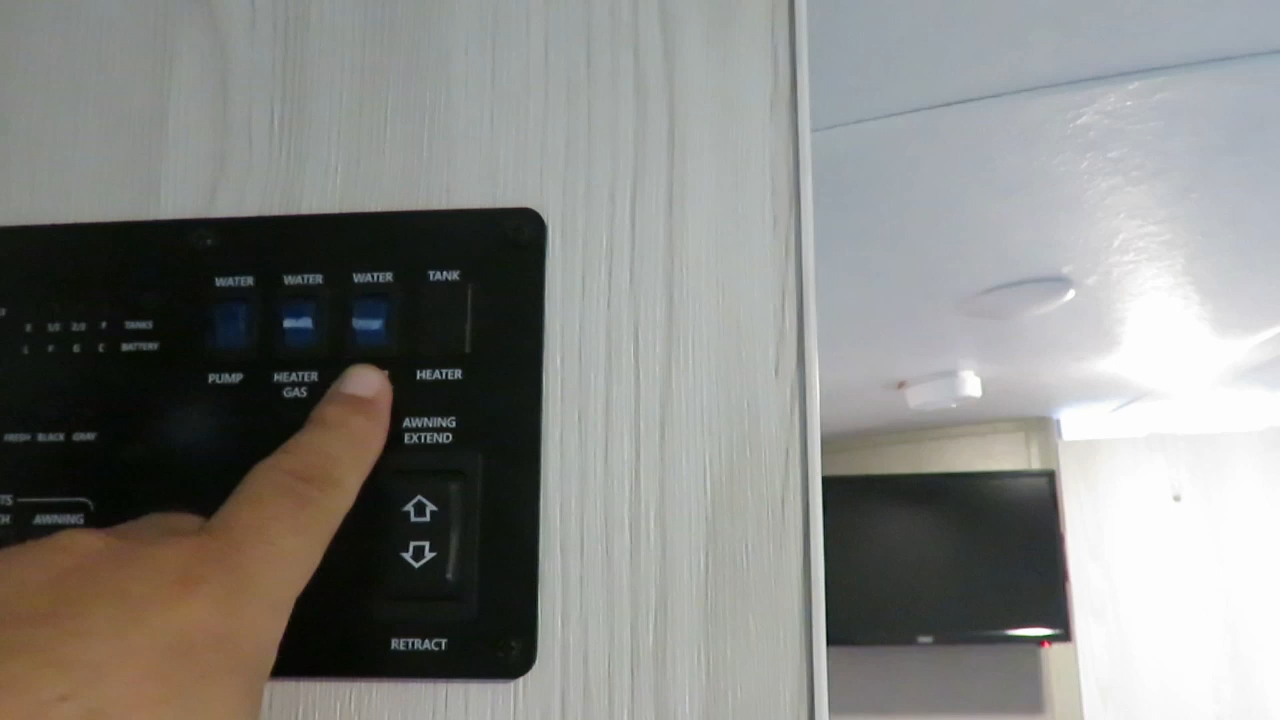 WATER WATER WATER TANK
PUMP HEATER GAS HEATER
AWNING EXTEND
TANKS
BATTERY
FRESH BLACK GRAY
AWNING
RETRACT